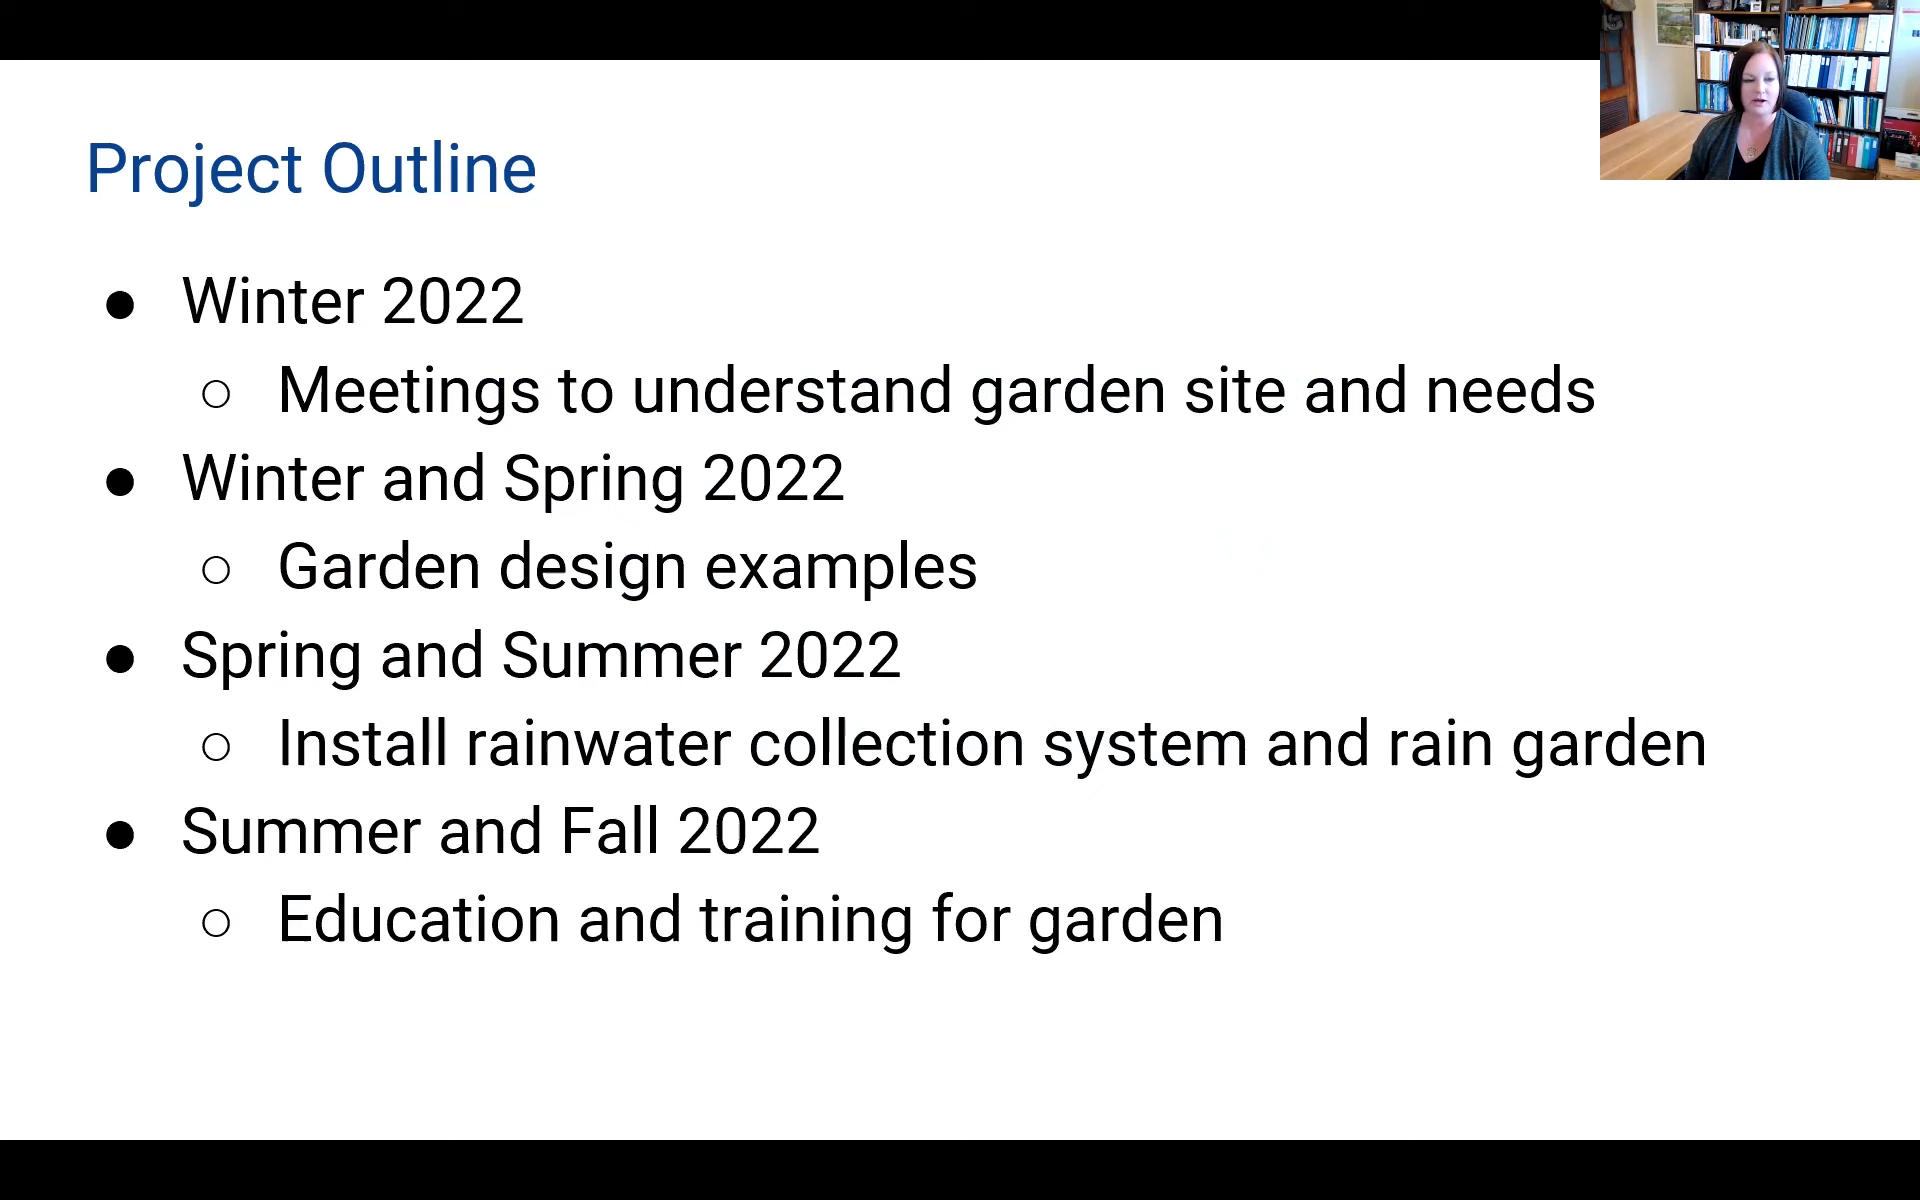 Project Outline
● Winter 2022
○ Meetings to understand garden site and needs
● Winter and Spring 2022
○ Garden design examples
● Spring and Summer 2022
○ Install rainwater collection system and rain garden
● Summer and Fall 2022
○ Education and training for garden